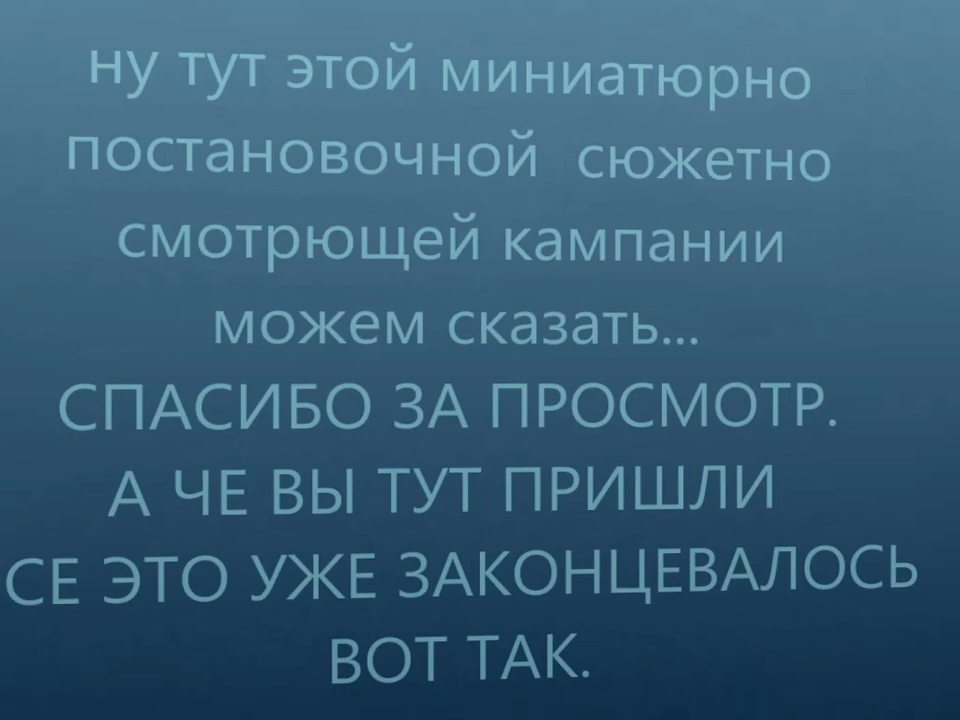 ну тут этой миниатюрно
постановочной сюжетно
смотрющей кампании
можем сказать...
СПАСИБО ЗА ПРОСМОТР.
А ЧЕ ВЫ ТУТ ПРИШЛИ
СЕ ЭТО УЖЕ ЗАКОНЦЕВАЛОСЬ
ВОТ ТАК.